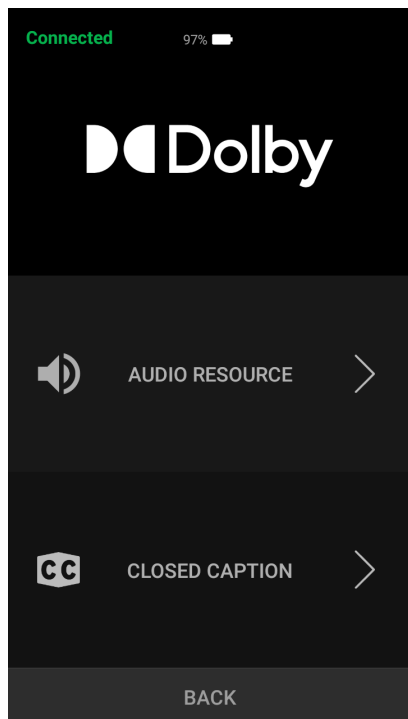 Connected
97%
Dolby
AUDIO RESOURCE
CC
CLOSED CAPTION
BACK